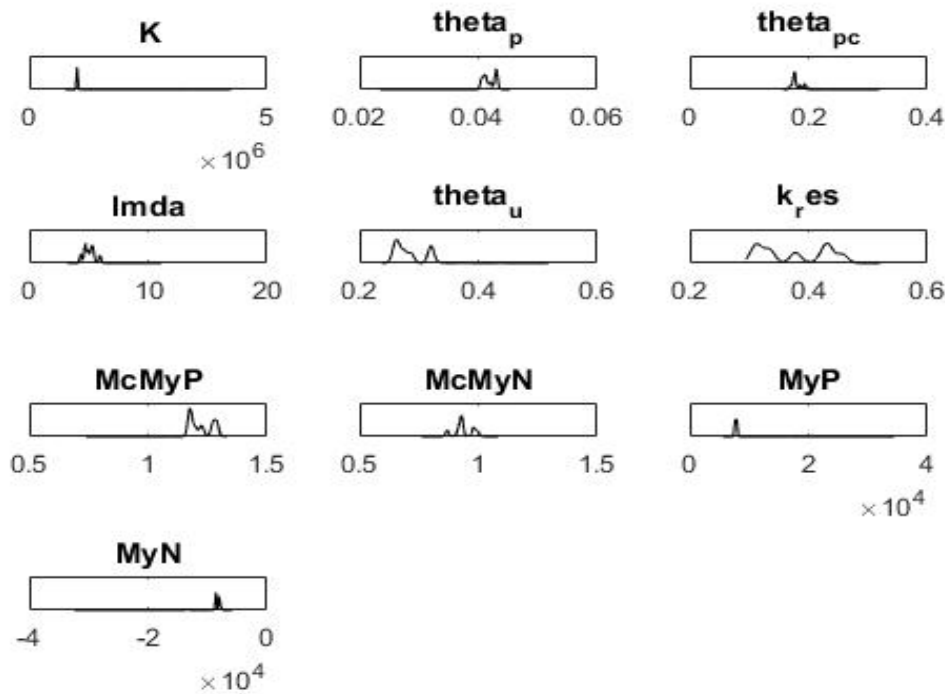 K theta_p theta_pc
0 5 0.02 0.04 0.06 0 0.2 0.4
× 10^6
lmda theta_u k_res
0 10 20 0.2 0.4 0.6 0.2 0.4 0.6
McMyP McMyN MyP
0.5 1 1.5 0.5 1 1.5 0 2 4
× 10^4
MyN
-4 -2 0
× 10^4